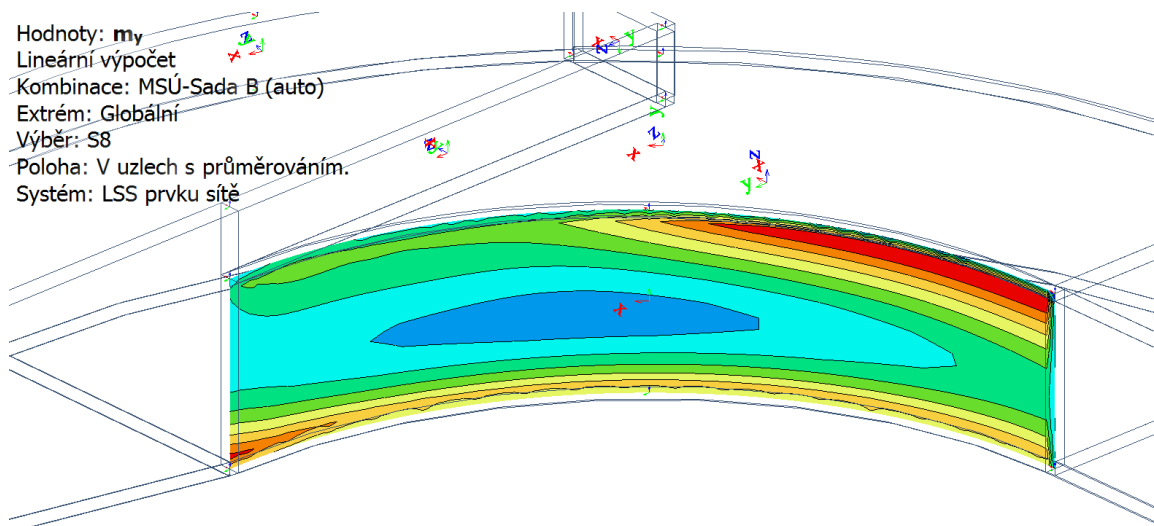 Hodnoty: my
Lineární výpočet
Kombinace: MSÚ-Sada B (auto)
Extrém: Globální
Výběr: S8
Poloha: V uzlech s průměrováním.
Systém: LSS prvku sítě
y
x
x
z
y
y
z
x
z
x
y
x